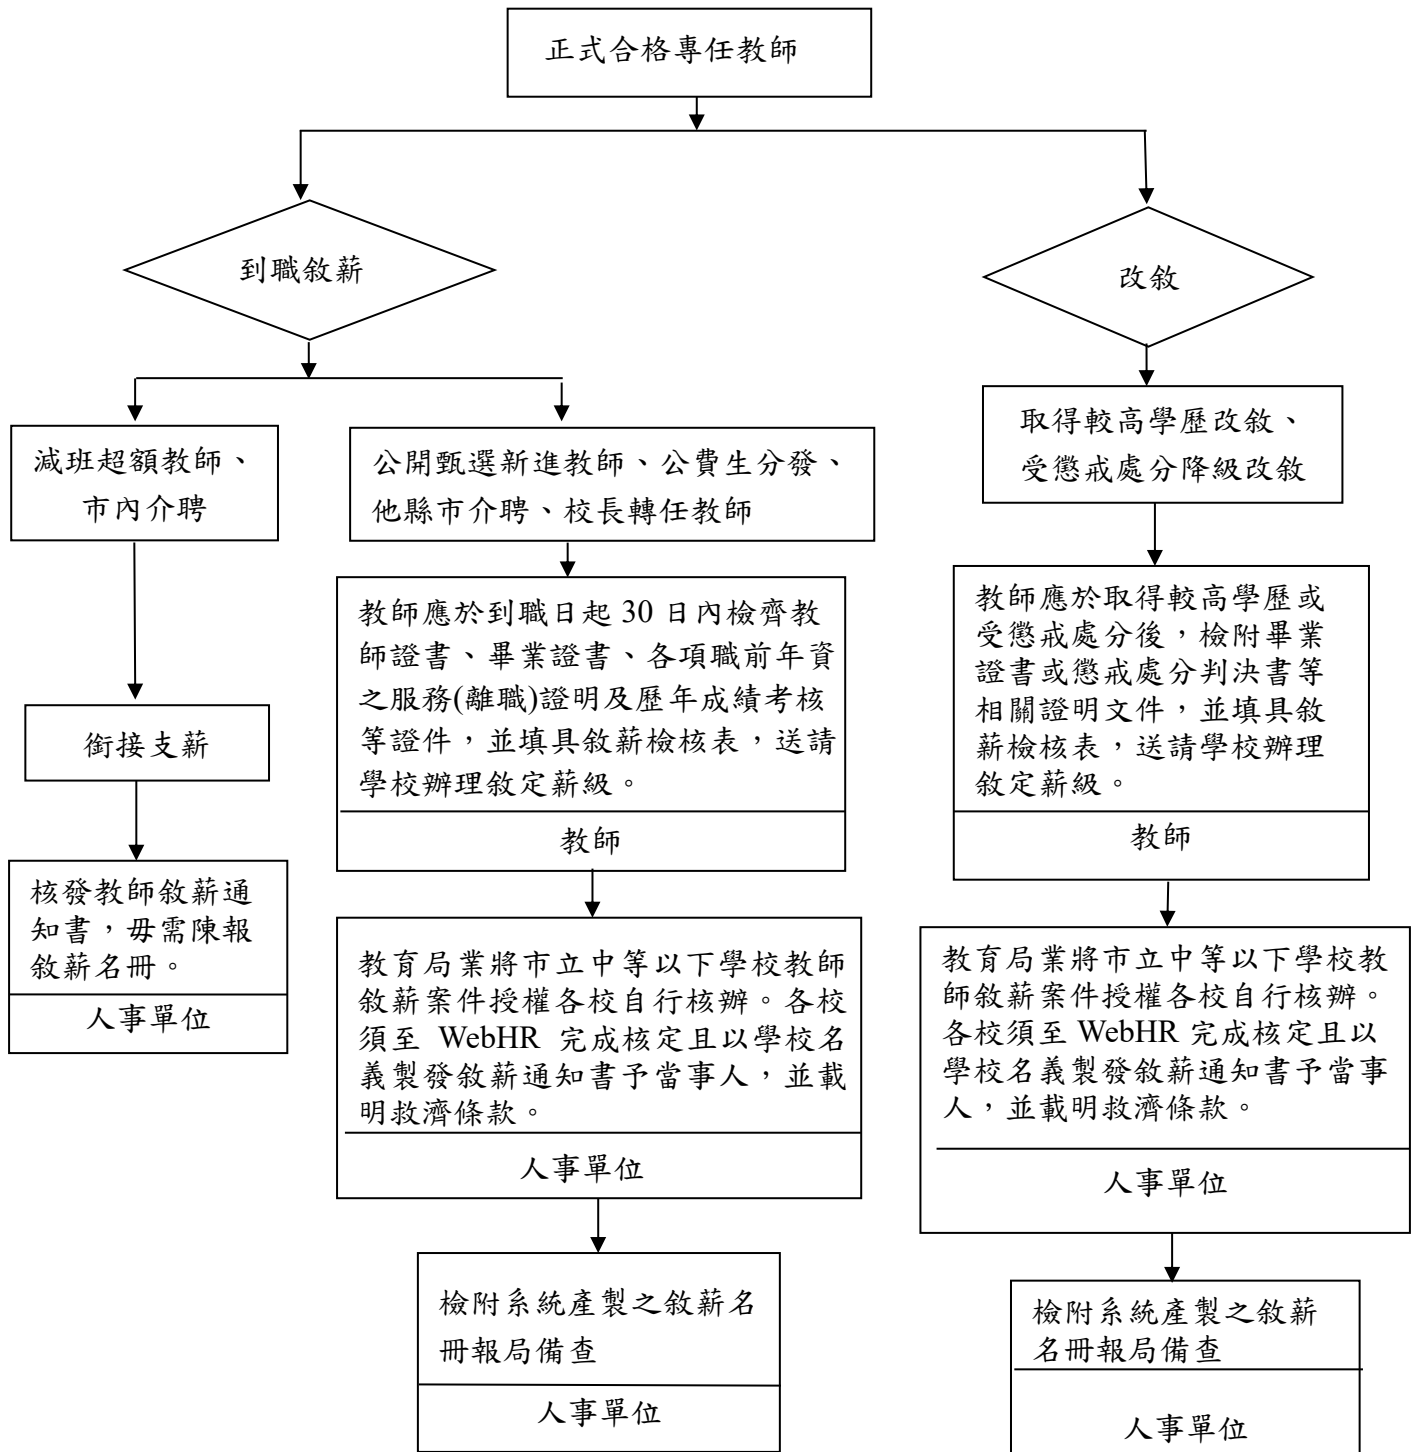 正式合格專任教師
到職敘薪
改敘
減班超額教師、
市內介聘
公開甄選新進教師、公費生分發、
他縣市介聘、校長轉任教師
取得較高學歷改敘、
受懲戒處分降級改敘
銜接支薪
教師應於到職日起 30 日內檢齊教
師證書、畢業證書、各項職前年資
之服務(離職)證明及歷年成績考核
等證件，並填具敘薪檢核表，送請
學校辦理敘定薪級。
教師
教師應於取得較高學歷或
受懲戒處分後，檢附畢業
證書或懲戒處分判決書等
相關證明文件，並填具敘
薪檢核表，送請學校辦理
敘定薪級。
教師
核發教師敘薪通
知書，毋需陳報
敘薪名冊。
人事單位
教育局業將市立中等以下學校教師
敘薪案件授權各校自行核辦。各校
須至 WebHR 完成核定且以學校名
義製發敘薪通知書予當事人，並載
明救濟條款。
人事單位
教育局業將市立中等以下學校教
師敘薪案件授權各校自行核辦。
各校須至 WebHR 完成核定且以
學校名義製發敘薪通知書予當事
人，並載明救濟條款。
人事單位
檢附系統產製之敘薪名
冊報局備查
人事單位
檢附系統產製之敘薪
名冊報局備查
人事單位